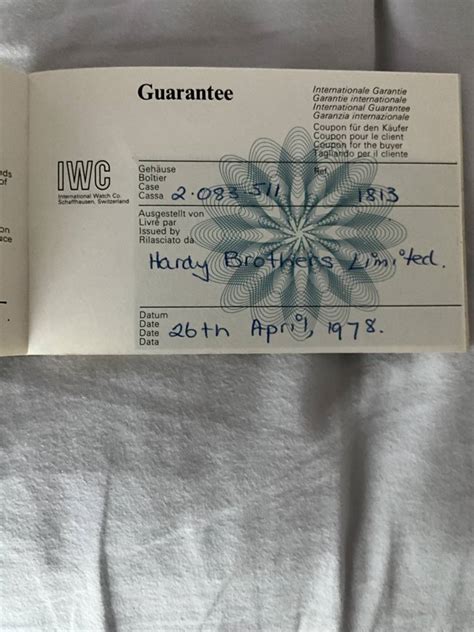 Guarantee
Internationale Garantie
Garantie internationale
International Guarantee
Garanzia internazionale
Coupon für den Käufer
Coupon pour le client
Coupon for the buyer
Tagliando per il cliente
IWC
International Watch Co.
Schaffhausen, Switzerland
Gehäuse
Boîtier
Case
Cassa 2.083.511
Ref. 1813
Ausgestellt von
Livré par
Issued by
Rilasciato da
Hardy Brothers Limited.
Datum
Date
Date 26th April, 1978.
Data
of
on